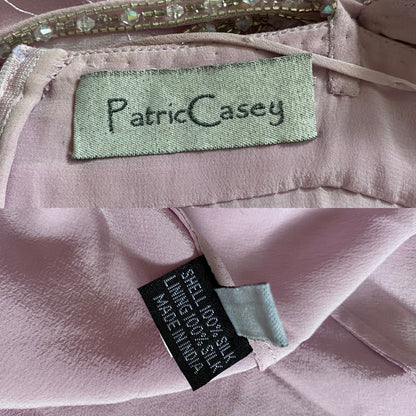 PatricCasey
SHELL 100% SILK
LINING 100% SILK
MADE IN INDIA